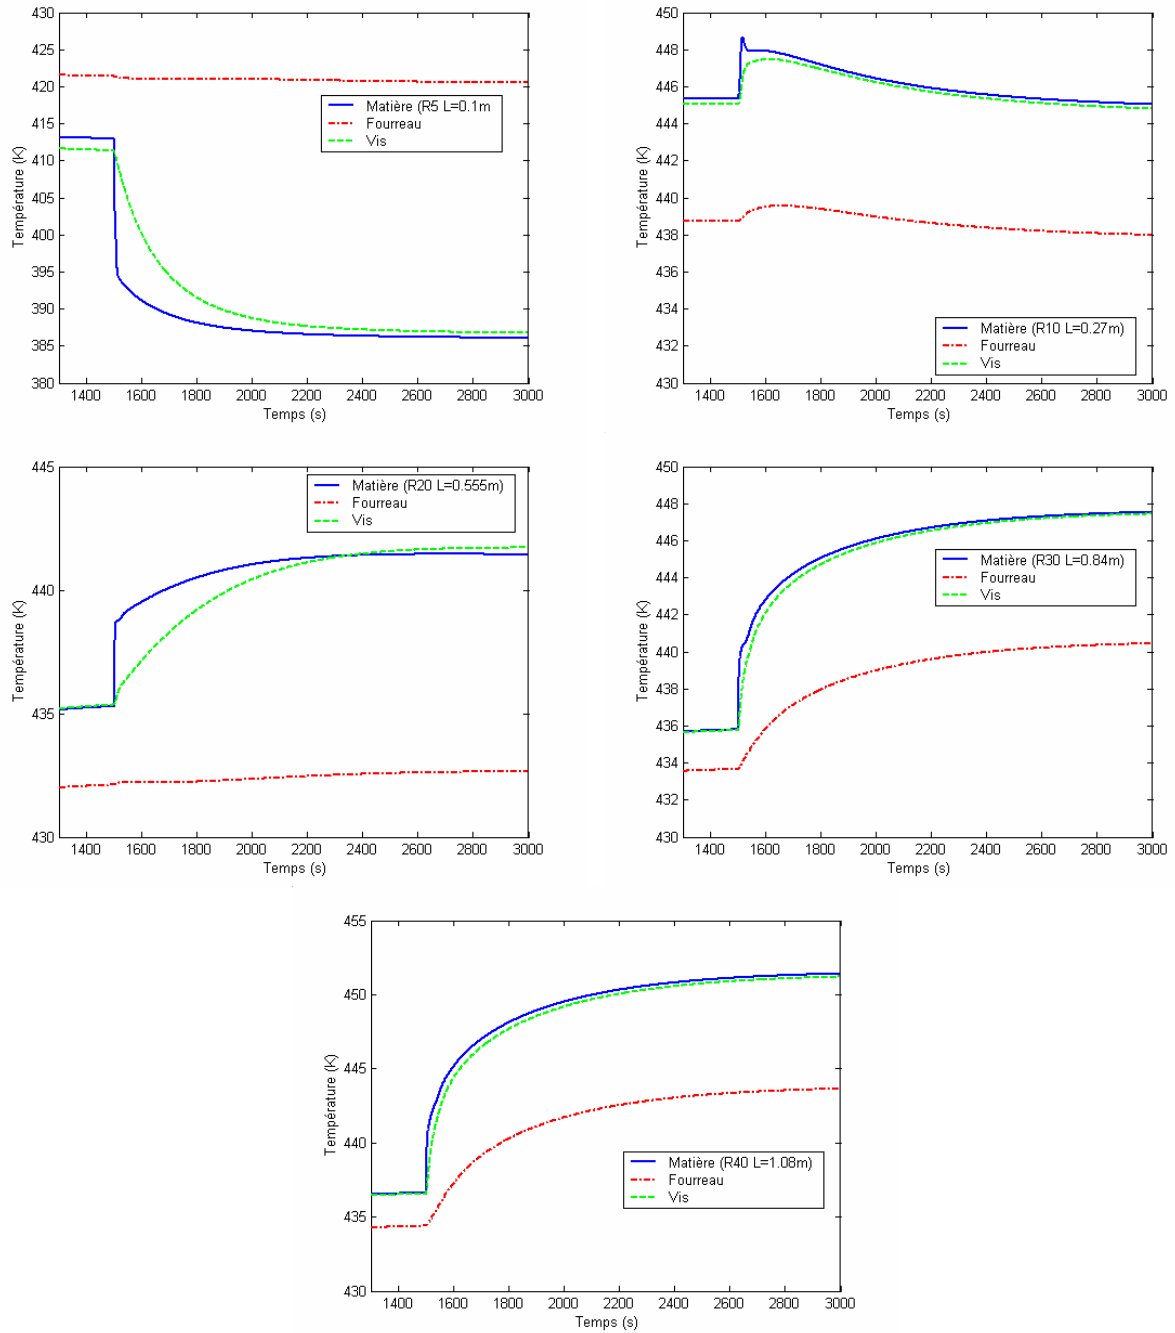 430
425
420
415
410
405
400
395
390
385
380
Température (K)
Matière (R5 L=0.1m
Fourreau
Vis
1400 1600 1800 2000 2200 2400 2600 2800 3000
Temps (s)
450
448
446
444
442
440
438
436
434
432
430
Température (K)
Matière (R10 L=0.27m)
Fourreau
Vis
1400 1600 1800 2000 2200 2400 2600 2800 3000
Temps (s)
445
440
435
430
Température (K)
Matière (R20 L=0.555m)
Fourreau
Vis
1400 1600 1800 2000 2200 2400 2600 2800 3000
Temps (s)
450
448
446
444
442
440
438
436
434
433
430
Température (K)
Matière (R30 L=0.84m)
Fourreau
Vis
1400 1600 1800 2000 2200 2400 2600 2800 3000
Temps (s)
455
450
445
440
435
430
Température (K)
Matière (R40 L=1.08m)
Fourreau
Vis
1400 1600 1800 2000 2200 2400 2600 2800 3000
Temps (s)